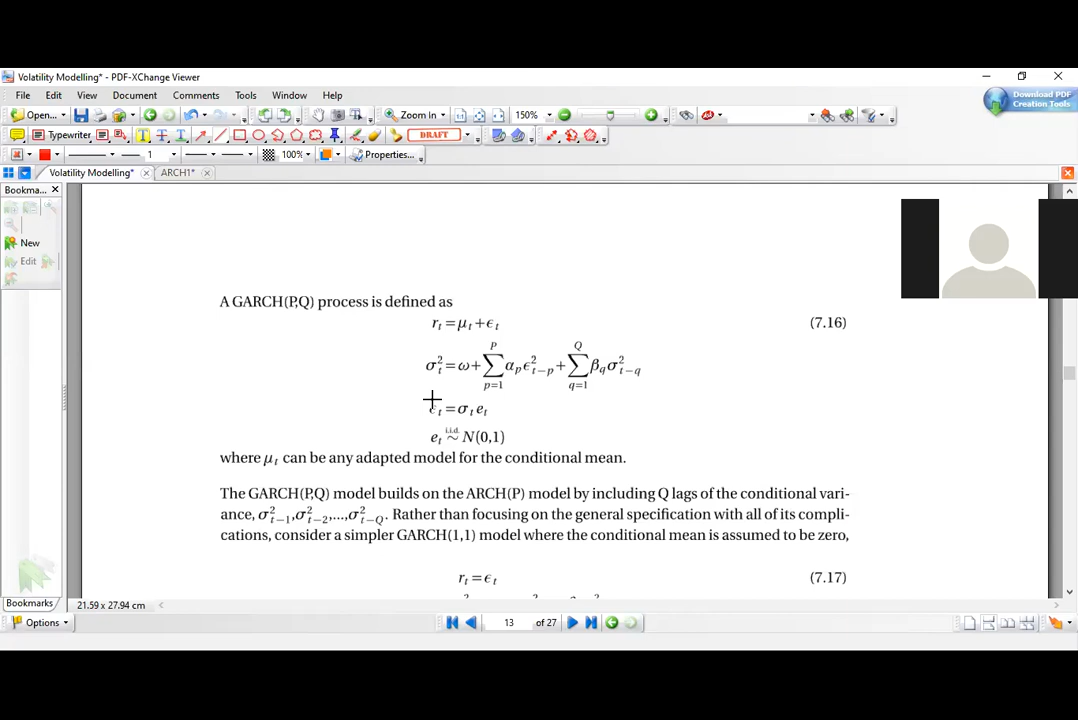 Volatility Modelling* - PDF-XChange Viewer
File Edit View Document Comments Tools Window Help
Open... Zoom In 150%
Download PDF
Creation Tools
Typewriter DRAFT
1 100% Properties...
Volatility Modelling* ARCH1*
Bookma...
New
Edit
A GARCH(P,Q) process is defined as
r_t = μ_t + ϵ_t (7.16)
σ_t^2 = ω + ∑_{p=1}^{P} α_p ϵ_{t−p}^2 + ∑_{q=1}^{Q} β_q σ_{t−q}^2
ϵ_t = σ_t e_t
e_t i.i.d. ∼ N(0,1)
where μ_t can be any adapted model for the conditional mean.
The GARCH(P,Q) model builds on the ARCH(P) model by including Q lags of the conditional vari-
ance, σ_{t−1}^2, σ_{t−2}^2,..., σ_{t−Q}^2. Rather than focusing on the general specification with all of its compli-
cations, consider a simpler GARCH(1,1) model where the conditional mean is assumed to be zero,
r_t = ϵ_t (7.17)
Bookmarks 21.59 x 27.94 cm
Options 13 of 27